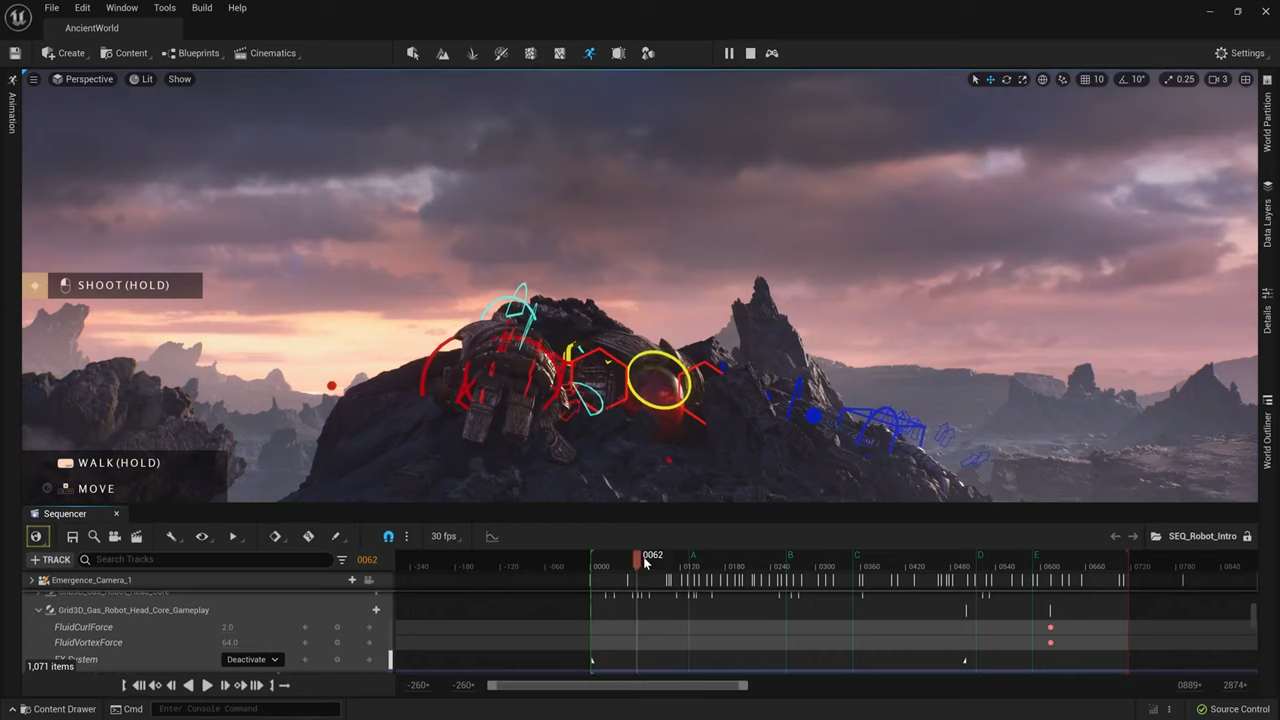 File Edit Window Tools Build Help
AncientWorld
Create Content Blueprints Cinematics Settings
Perspective Lit Show 10 10° 0.25 3
Animation
World Partition
Data Layers
Details
World Outliner
SHOOT(HOLD)
WALK(HOLD)
MOVE
Sequencer
30 fps SEQ_Robot_Intro
+ TRACK Search Tracks 0062
0062 A B C D E
-240 -180 -120 -060 0000 0120 0180 0240 0300 0360 0420 0480 0540 0600 0660 0720 0780 0840
Emergence_Camera_1
Grid3D_Gas_Robot_Head_Core_Gameplay
FluidCurlForce 2.0
FluidVortexForce 64.0
FX System Deactivate
1,071 items
-260+ -260+ 0889+ 2874+
Content Drawer Cmd Enter Console Command Source Control